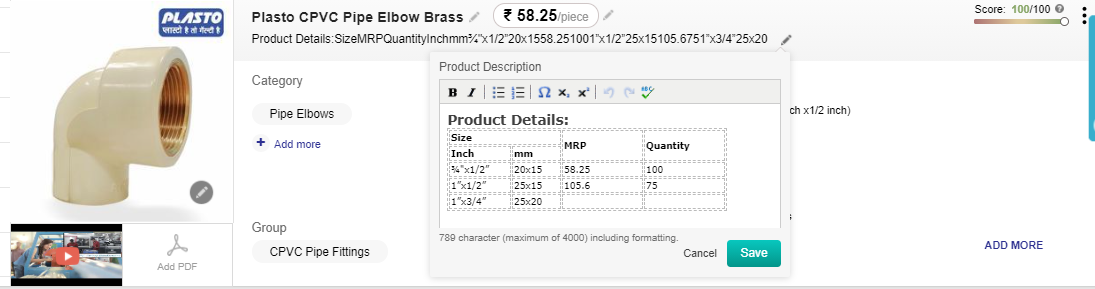 PLASTO
प्लास्टो है तो गॅरंटी है
Plasto CPVC Pipe Elbow Brass
₹ 58.25/piece
Score: 100/100
Product Details:SizeMRPQuantityInchmm¾"x1/2"20x1558.251001"x1/2"25x15105.6751"x3/4"25x20
Category
Pipe Elbows
+ Add more
Product Description
B I Ω x₂ x² ABC
Product Details:
Size MRP Quantity
Inch mm
¾"x1/2" 20x15 58.25 100
1"x1/2" 25x15 105.6 75
1"x3/4" 25x20
789 character (maximum of 4000) including formatting.
Cancel Save
ch x1/2 inch)
Group
CPVC Pipe Fittings
ADD MORE
Add PDF